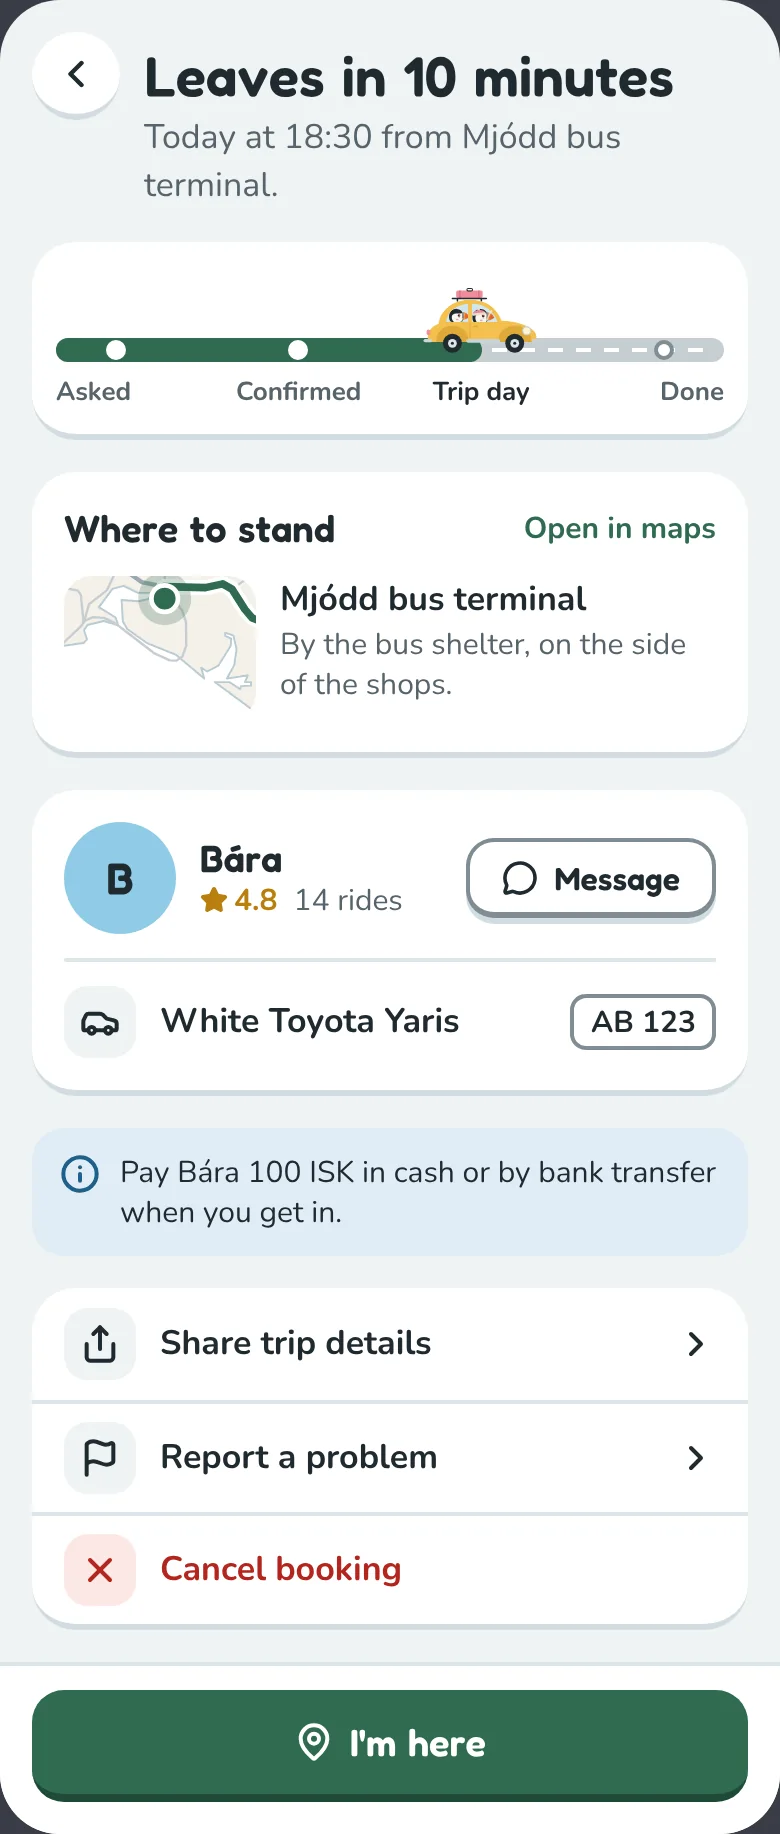 Leaves in 10 minutes
Today at 18:30 from Mjódd bus
terminal.
Asked
Confirmed
Trip day
Done
Where to stand
Open in maps
Mjódd bus terminal
By the bus shelter, on the side
of the shops.
B
Bára
4.8 14 rides
Message
White Toyota Yaris
AB 123
Pay Bára 100 ISK in cash or by bank transfer
when you get in.
Share trip details
Report a problem
Cancel booking
I'm here